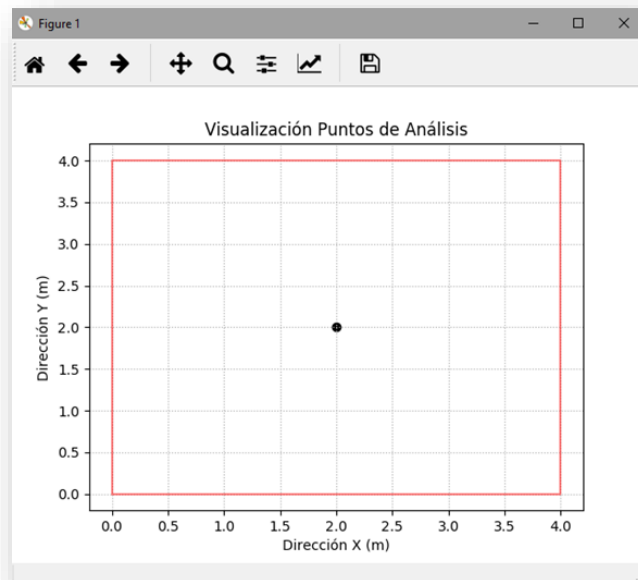 Figure 1
Visualización Puntos de Análisis
4.0
3.5
3.0
2.5
2.0
1.5
1.0
0.5
0.0
Dirección Y (m)
0.0 0.5 1.0 1.5 2.0 2.5 3.0 3.5 4.0
Dirección X (m)